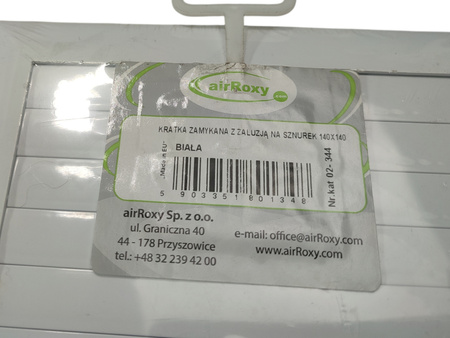 airRoxy
KRATKA ZAMYKANA Z ŻALUZJĄ NA SZNUREK 140X140
BIAŁA
„Made in EU”
5 903351 801348
Nr. kat 02- 344
airRoxy Sp. z o.o.
ul. Graniczna 40
44 - 178 Przyszowice
tel.: +48 32 239 42 00
e-mail: office@airRoxy.com
www.airRoxy.com